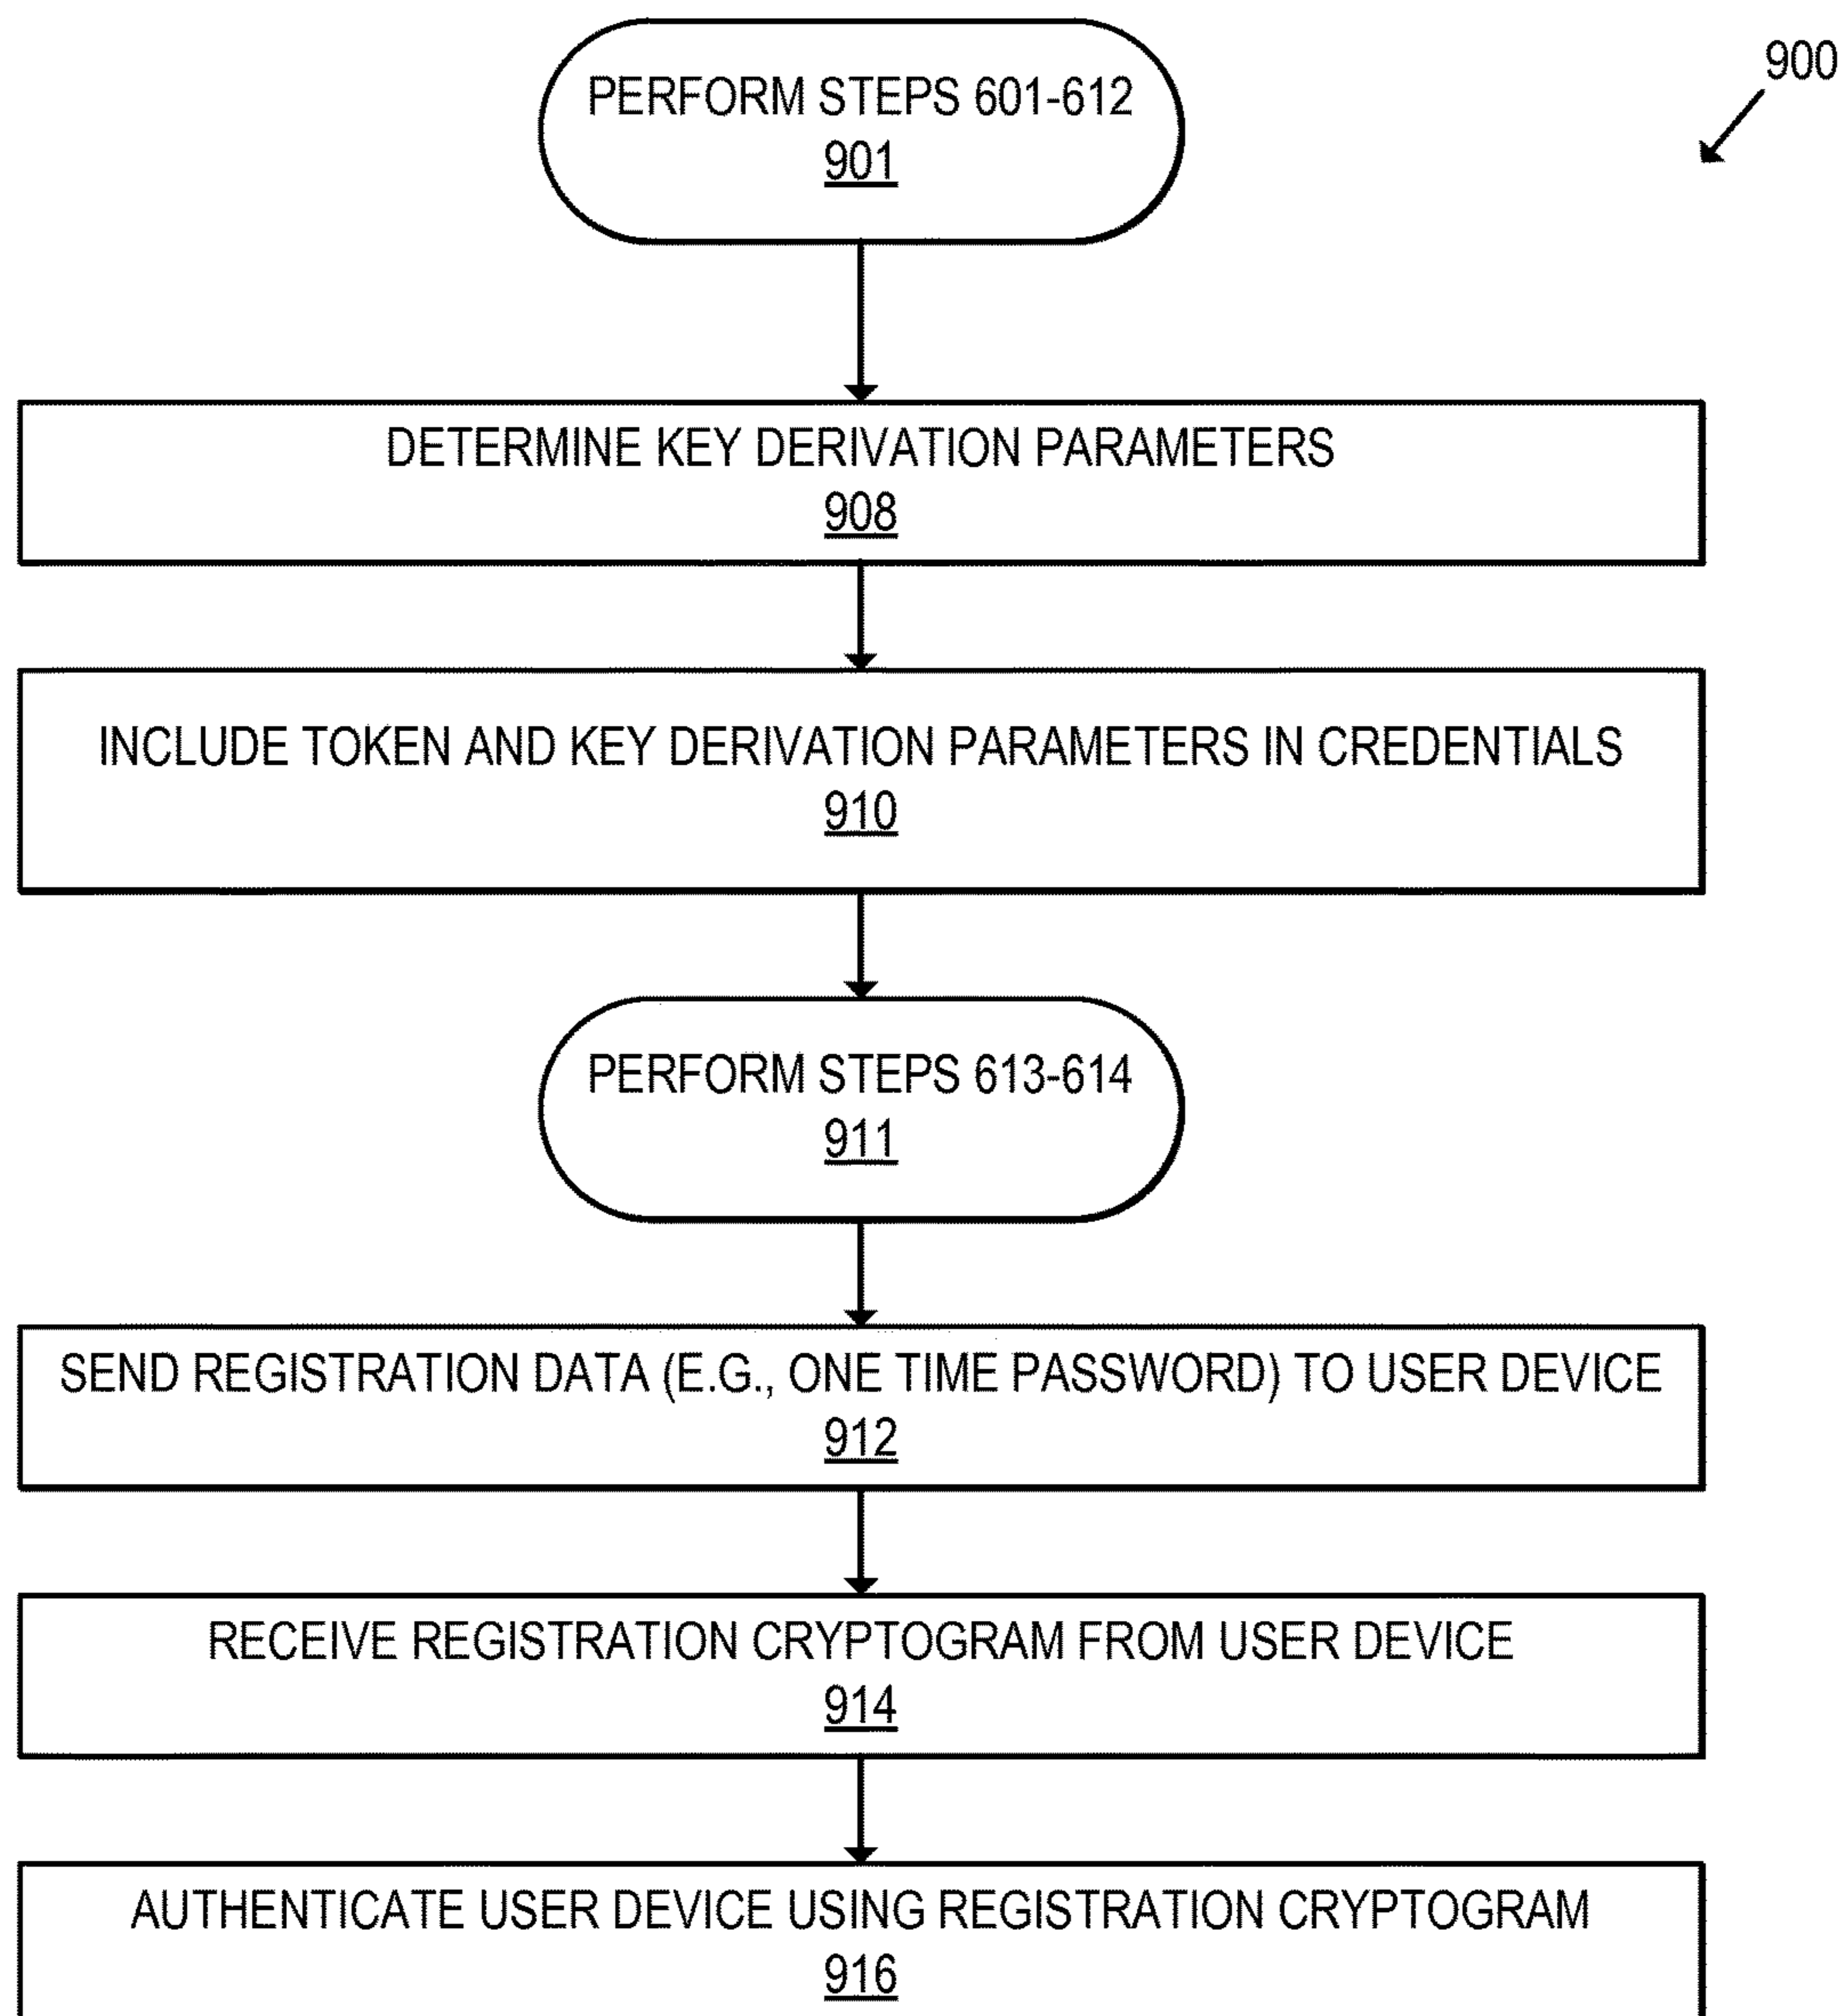 900
PERFORM STEPS 601-612
901
DETERMINE KEY DERIVATION PARAMETERS
908
INCLUDE TOKEN AND KEY DERIVATION PARAMETERS IN CREDENTIALS
910
PERFORM STEPS 613-614
911
SEND REGISTRATION DATA (E.G., ONE TIME PASSWORD) TO USER DEVICE
912
RECEIVE REGISTRATION CRYPTOGRAM FROM USER DEVICE
914
AUTHENTICATE USER DEVICE USING REGISTRATION CRYPTOGRAM
916